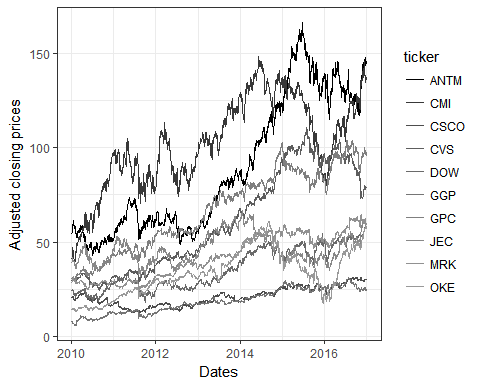 Adjusted closing prices
150
100
50
0
2010 2012 2014 2016
Dates
ticker
ANTM
CMI
CSCO
CVS
DOW
GGP
GPC
JEC
MRK
OKE